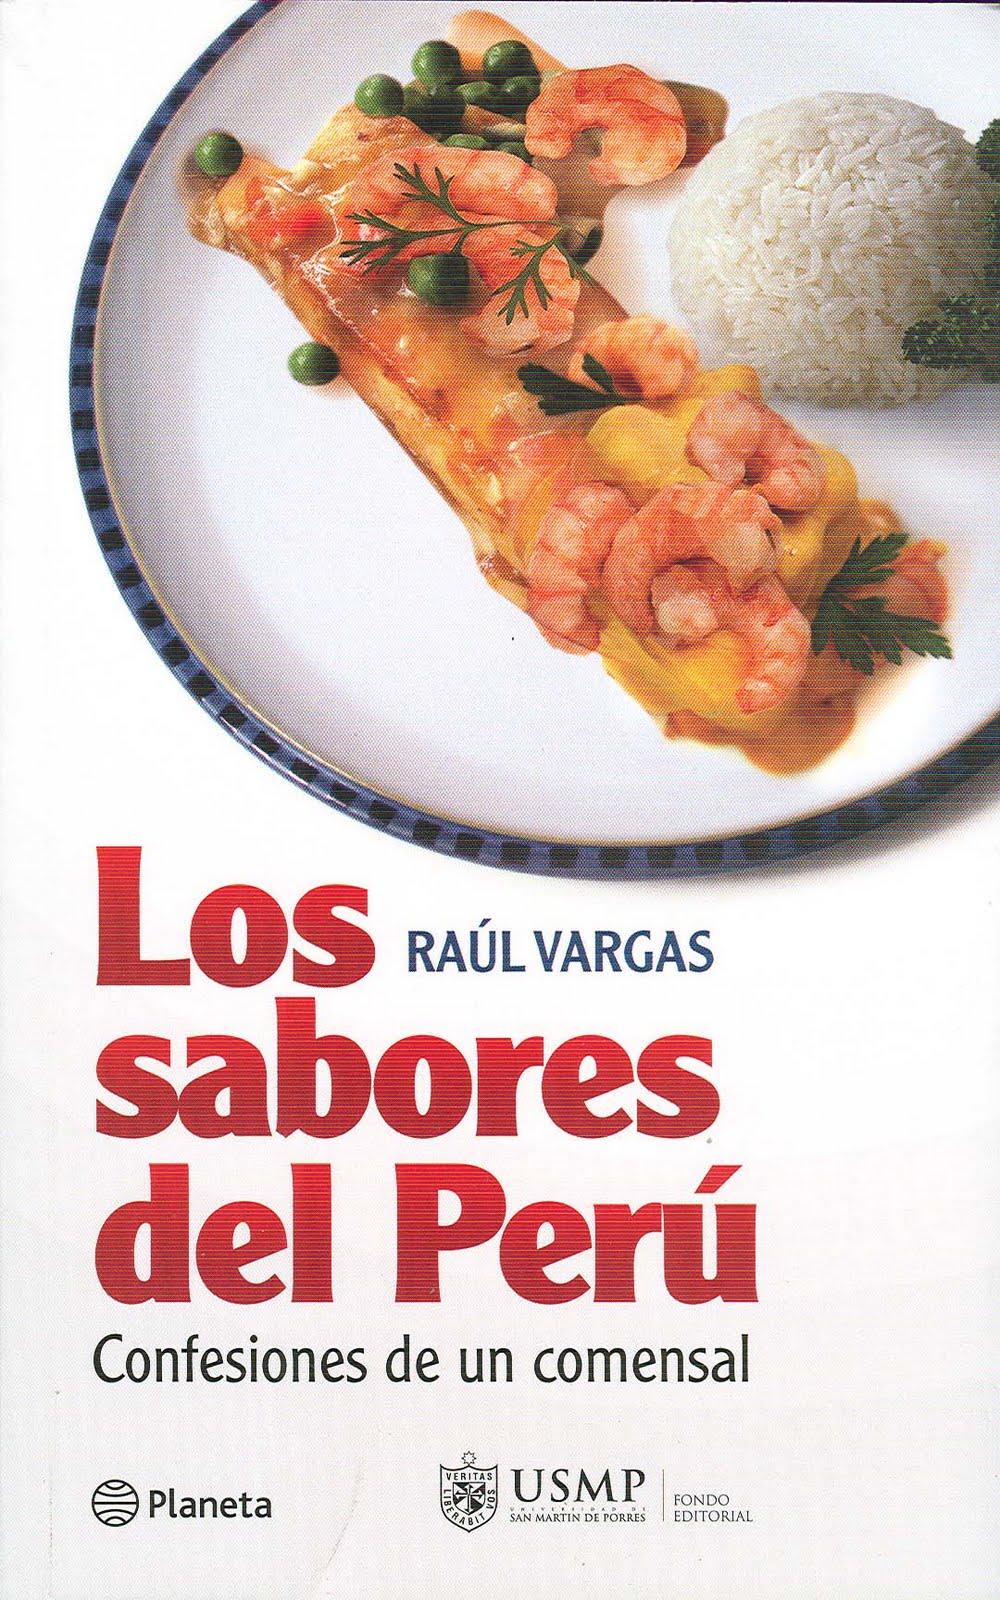 Los
RAÚL VARGAS
sabores
del Perú
Confesiones de un comensal
Planeta
VERITAS
LIBERABIT VOS
USMP
UNIVERSIDAD DE
SAN MARTIN DE PORRES
FONDO
EDITORIAL